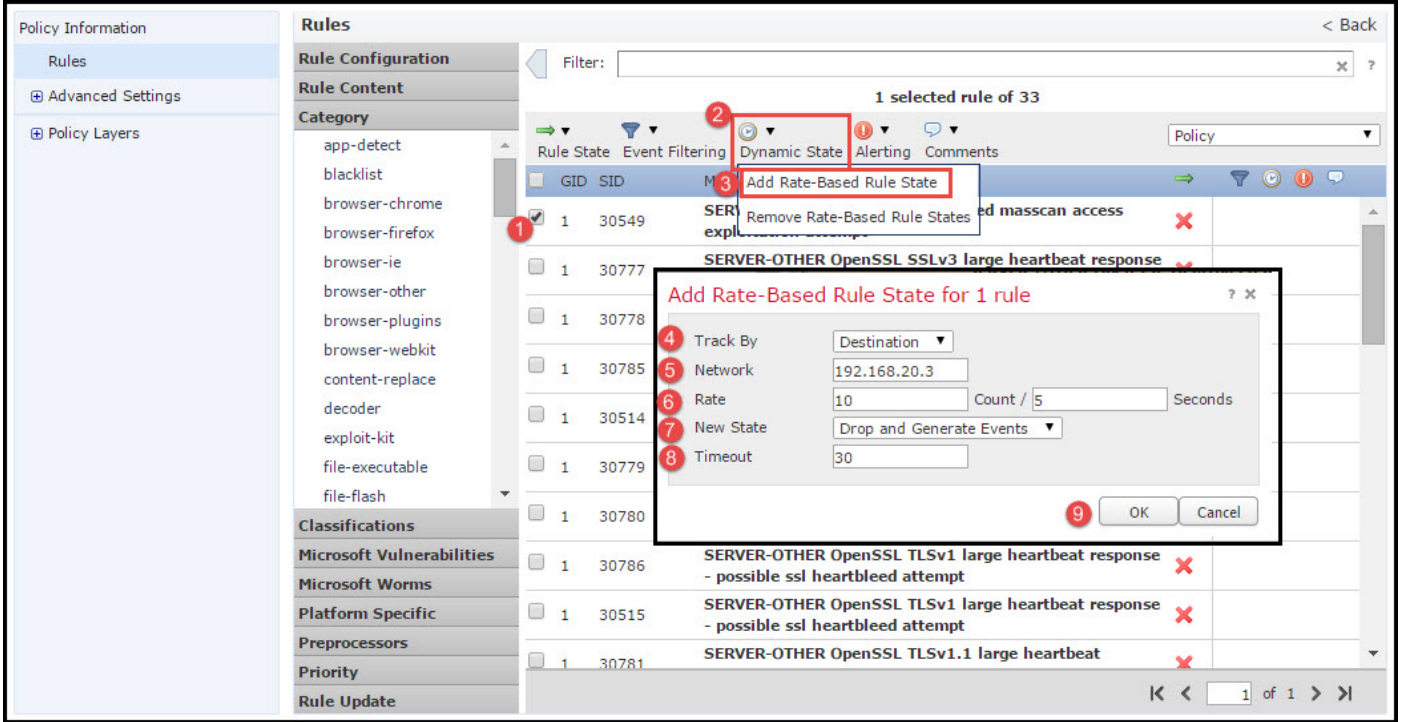 Policy Information
Rules
Advanced Settings
Policy Layers
Rules
< Back
Rule Configuration
Rule Content
Category
app-detect
blacklist
browser-chrome
browser-firefox
browser-ie
browser-other
browser-plugins
browser-webkit
content-replace
decoder
exploit-kit
file-executable
file-flash
Classifications
Microsoft Vulnerabilities
Microsoft Worms
Platform Specific
Preprocessors
Priority
Rule Update
Filter:
?
1 selected rule of 33
2
Rule State Event Filtering Dynamic State Alerting Comments
Policy
GID SID
3 Add Rate-Based Rule State
Remove Rate-Based Rule States
1
1 30549 masscan access
attempt
1 30777 SERVER-OTHER OpenSSL SSLv3 large heartbeat response
1 30778
1 30785
1 30514
1 30779
1 30780
1 30786 SERVER-OTHER OpenSSL TLSv1 large heartbeat response
- possible ssl heartbleed attempt
1 30515 SERVER-OTHER OpenSSL TLSv1 large heartbeat response
- possible ssl heartbleed attempt
1 30781 SERVER-OTHER OpenSSL TLSv1.1 large heartbeat
Add Rate-Based Rule State for 1 rule
?
4 Track By Destination
5 Network 192.168.20.3
6 Rate 10 Count / 5 Seconds
7 New State Drop and Generate Events
8 Timeout 30
9 OK Cancel
1 of 1